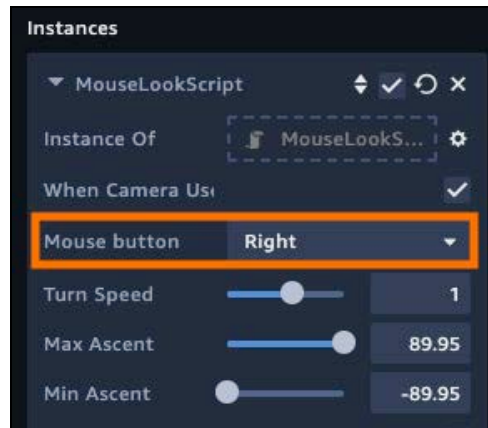 Instances
MouseLookScript
Instance Of MouseLookS...
When Camera Use
Mouse button Right
Turn Speed 1
Max Ascent 89.95
Min Ascent -89.95